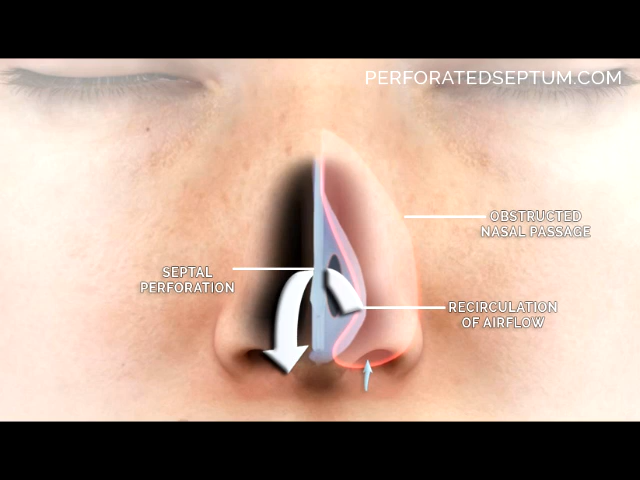 PERFORATEDSEPTUM.COM
OBSTRUCTED
NASAL PASSAGE
SEPTAL
PERFORATION
RECIRCULATION
OF AIRFLOW